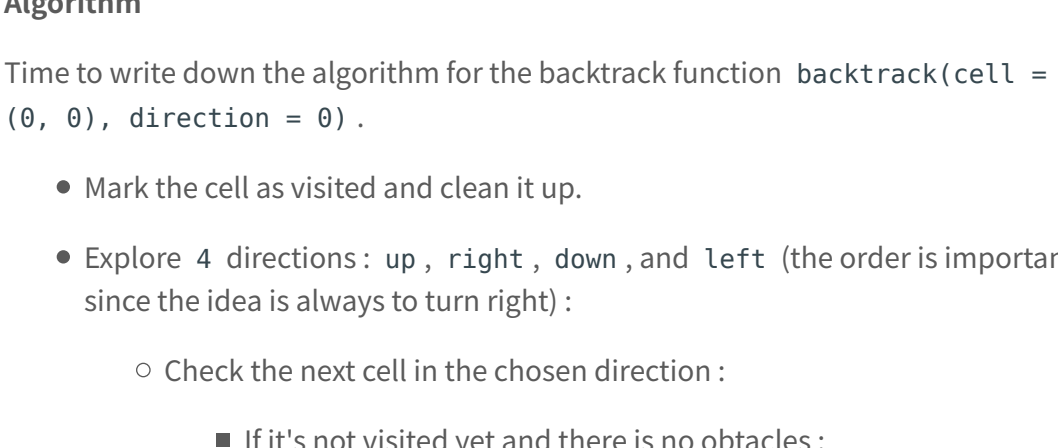 Algorithm
Time to write down the algorithm for the backtrack function backtrack(cell =
(0, 0), direction = 0) .
● Mark the cell as visited and clean it up.
● Explore 4 directions : up , right , down , and left (the order is importan
since the idea is always to turn right) :
○ Check the next cell in the chosen direction :
■ If it's not visited yet and there is no obtacles :